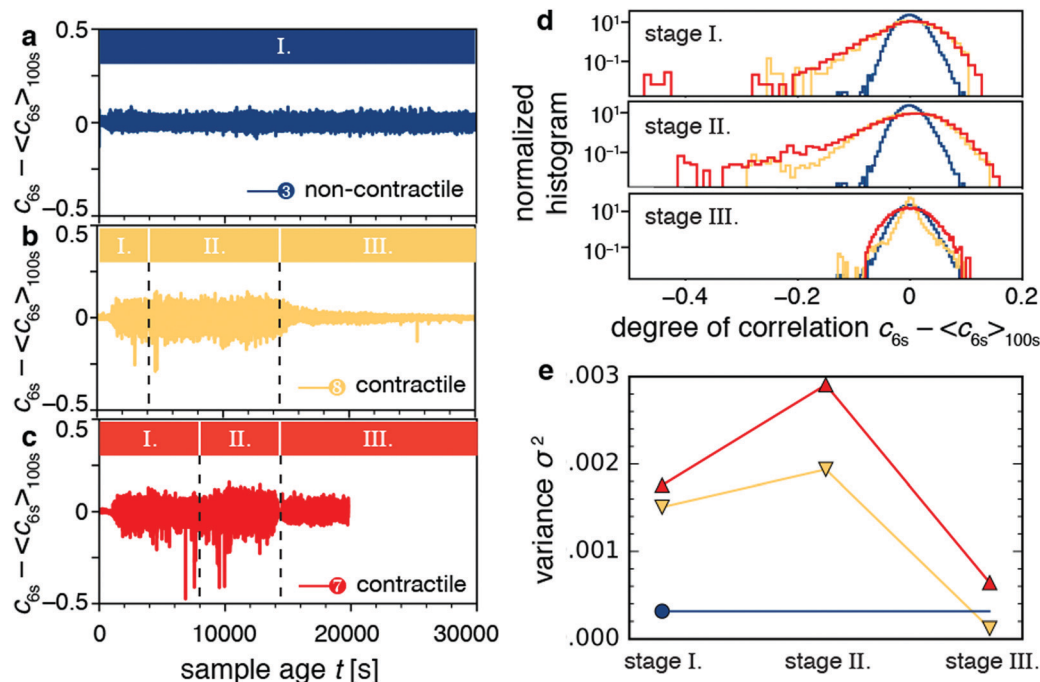 a
0.5
0
−0.5
c6s − <c6s>100s
I.
3 non-contractile
b
0.5
0
−0.5
c6s − <c6s>100s
I. II. III.
8 contractile
c
0.5
0
−0.5
c6s − <c6s>100s
I. II. III.
7 contractile
0 10000 20000 30000
sample age t [s]
d
normalized
histogram
10¹
10⁻¹
stage I.
10¹
10⁻¹
stage II.
10¹
10⁻¹
stage III.
−0.4 −0.2 0 0.2
degree of correlation c6s − <c6s>100s
e
variance σ²
.003
.002
.001
.000
stage I. stage II. stage III.